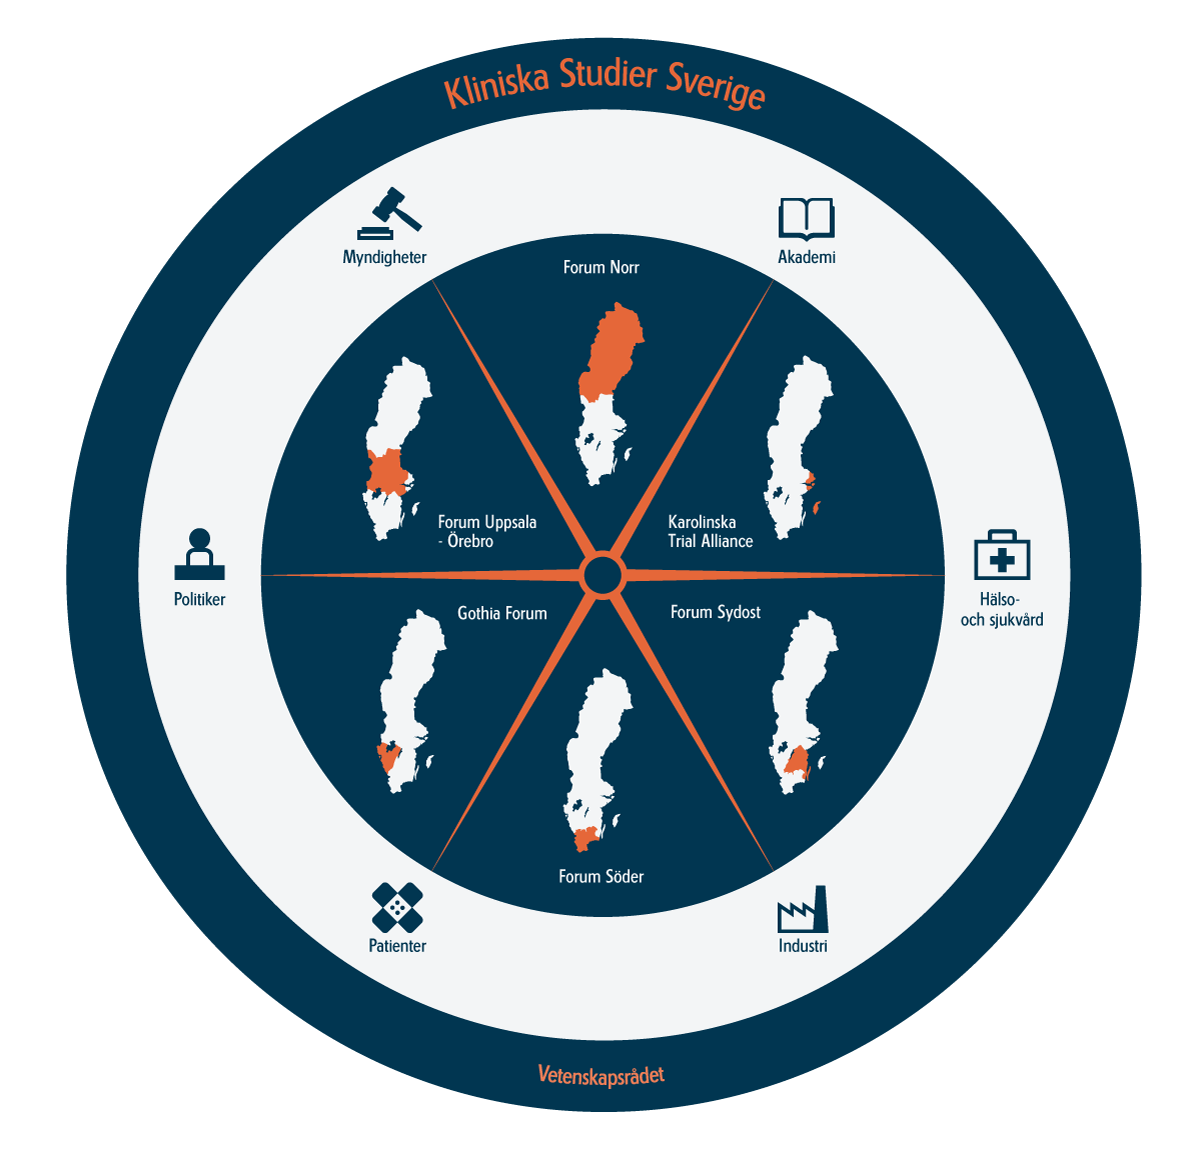 Kliniska Studier Sverige
Myndigheter
Akademi
Forum Norr
Forum Uppsala
- Örebro
Karolinska
Trial Alliance
Politiker
Hälso-
och sjukvård
Gothia Forum
Forum Sydost
Forum Söder
Patienter
Industri
Vetenskapsrådet